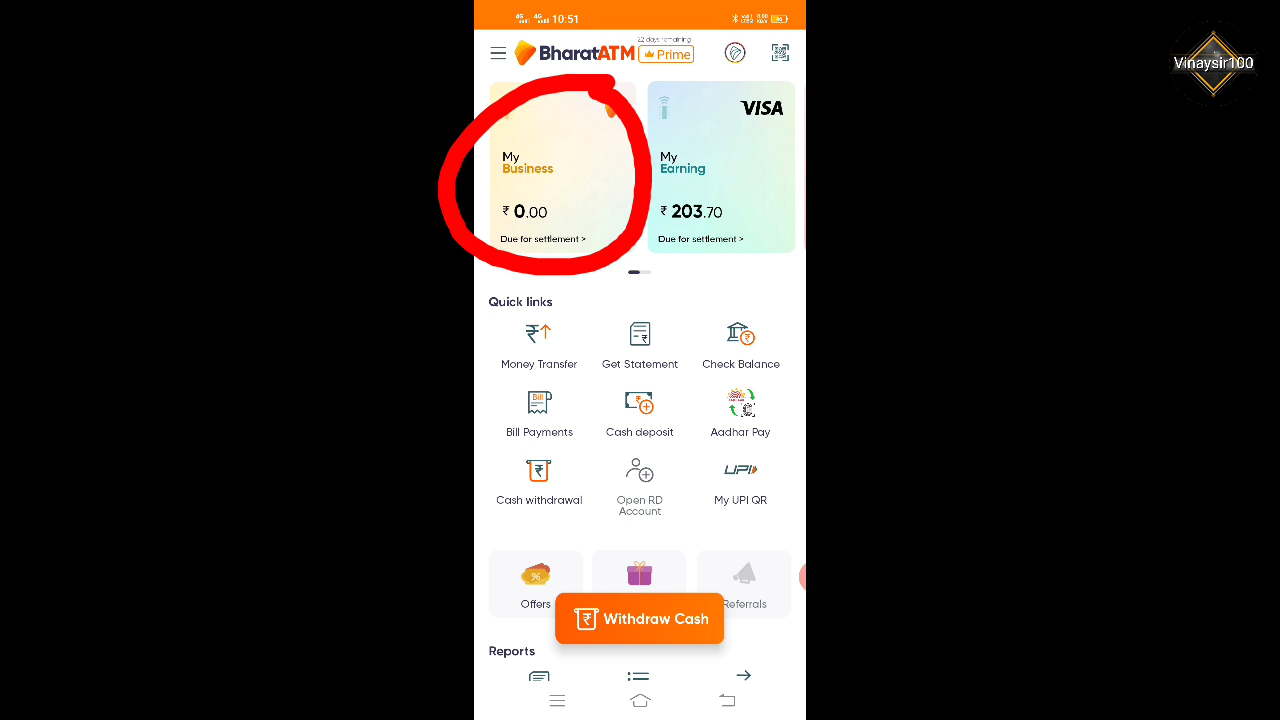 10:51
22 days remaining
BharatATM
Prime
Vinaysir100
VISA
My
Business
₹ 0.00
Due for settlement >
My
Earning
₹ 203.70
Due for settlement >
Quick links
Money Transfer
Get Statement
Check Balance
Bill
Bill Payments
Cash deposit
Aadhar Pay
UPI
Cash withdrawal
Open RD
Account
My UPI QR
Offers
Referrals
Withdraw Cash
Reports